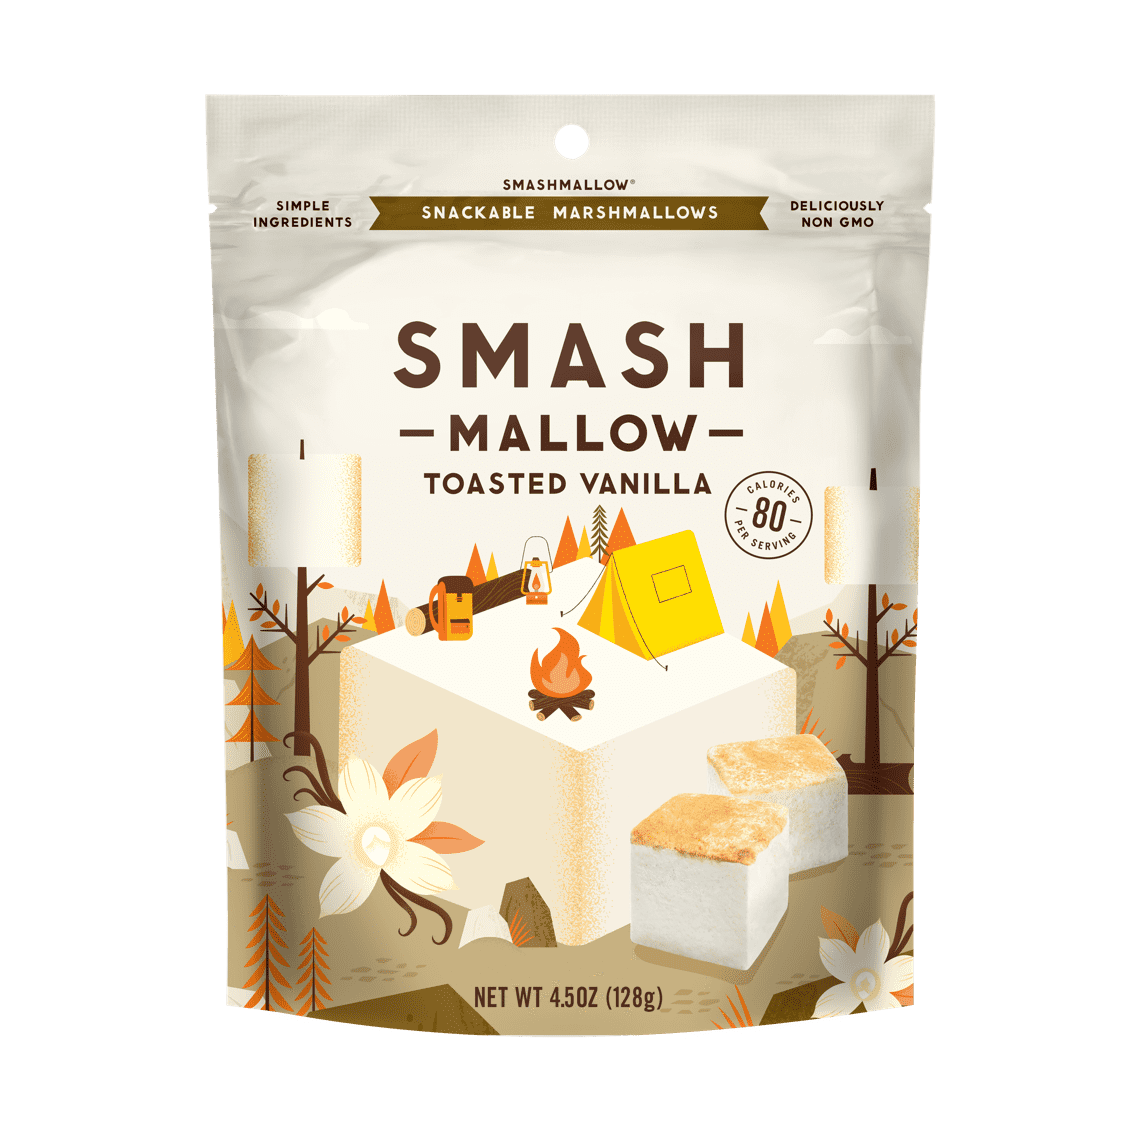 SMASHMALLOW®
SIMPLE
INGREDIENTS
SNACKABLE MARSHMALLOWS
DELICIOUSLY
NON GMO
SMASH
MALLOW
TOASTED VANILLA
CALORIES
80
PER SERVING
NET WT 4.5OZ (128g)